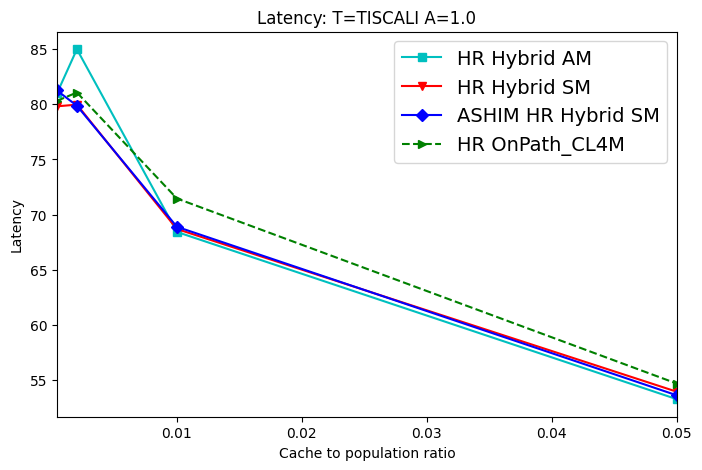 Latency: T=TISCALI A=1.0
HR Hybrid AM
HR Hybrid SM
ASHIM HR Hybrid SM
HR OnPath_CL4M
Latency
85
80
75
70
65
60
55
0.01
0.02
0.03
0.04
0.05
Cache to population ratio